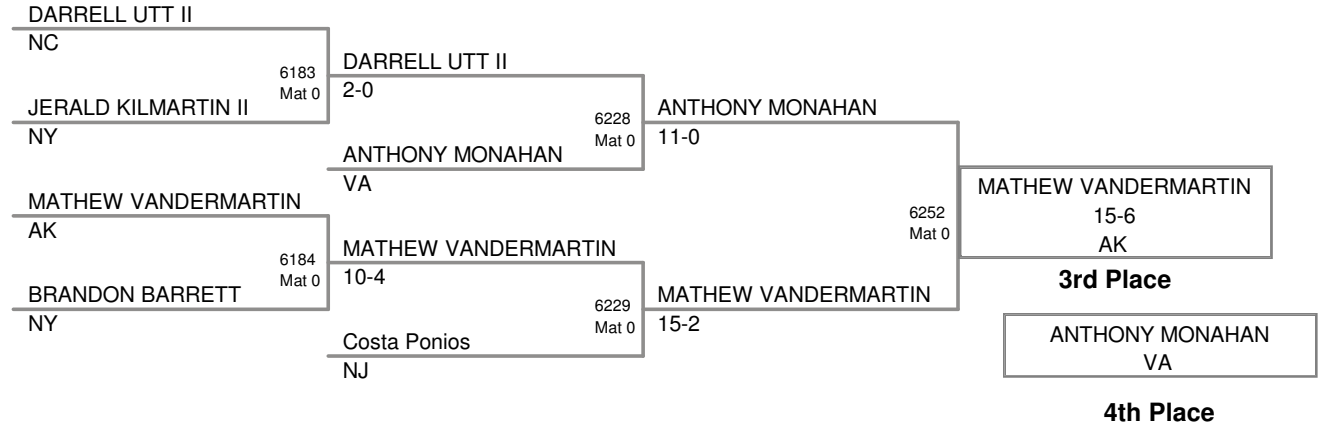 DARRELL UTT II
NC
6183
Mat 0
JERALD KILMARTIN II
NY
DARRELL UTT II
2-0
6228
Mat 0
ANTHONY MONAHAN
VA
MATHEW VANDERMARTIN
AK
6184
Mat 0
BRANDON BARRETT
NY
MATHEW VANDERMARTIN
10-4
6229
Mat 0
Costa Ponios
NJ
ANTHONY MONAHAN
11-0
6252
Mat 0
MATHEW VANDERMARTIN
15-2
MATHEW VANDERMARTIN
15-6
AK
3rd Place
ANTHONY MONAHAN
VA
4th Place